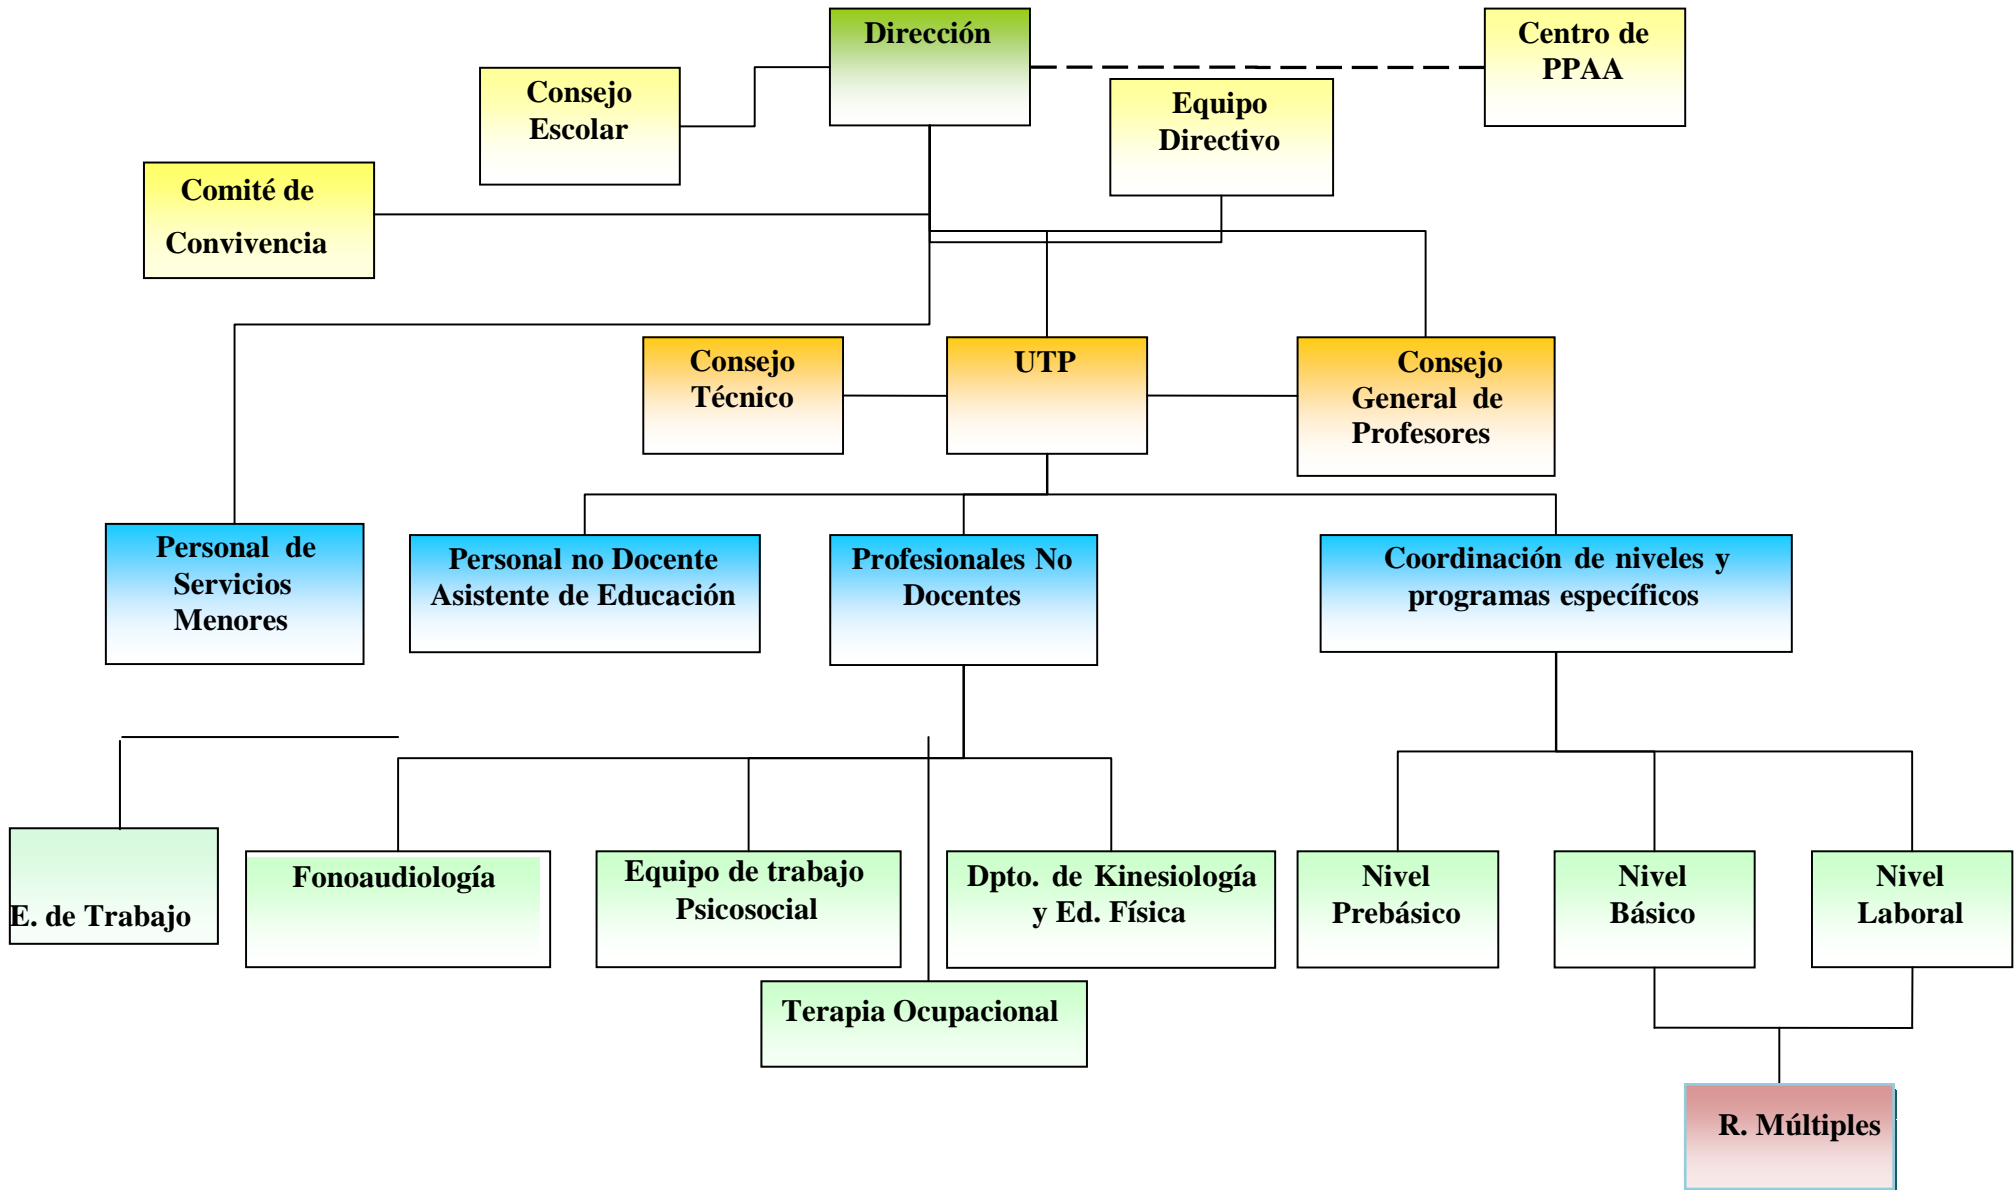 Dirección
Centro de
PPAA
Consejo
Escolar
Equipo
Directivo
Comité de
Convivencia
Consejo
Técnico
UTP
Consejo
General de
Profesores
Personal de
Servicios
Menores
Personal no Docente
Asistente de Educación
Profesionales No
Docentes
Coordinación de niveles y
programas específicos
E. de Trabajo
Fonoaudiología
Equipo de trabajo
Psicosocial
Dpto. de Kinesiología
y Ed. Física
Nivel
Prebásico
Nivel
Básico
Nivel
Laboral
Terapia Ocupacional
R. Múltiples